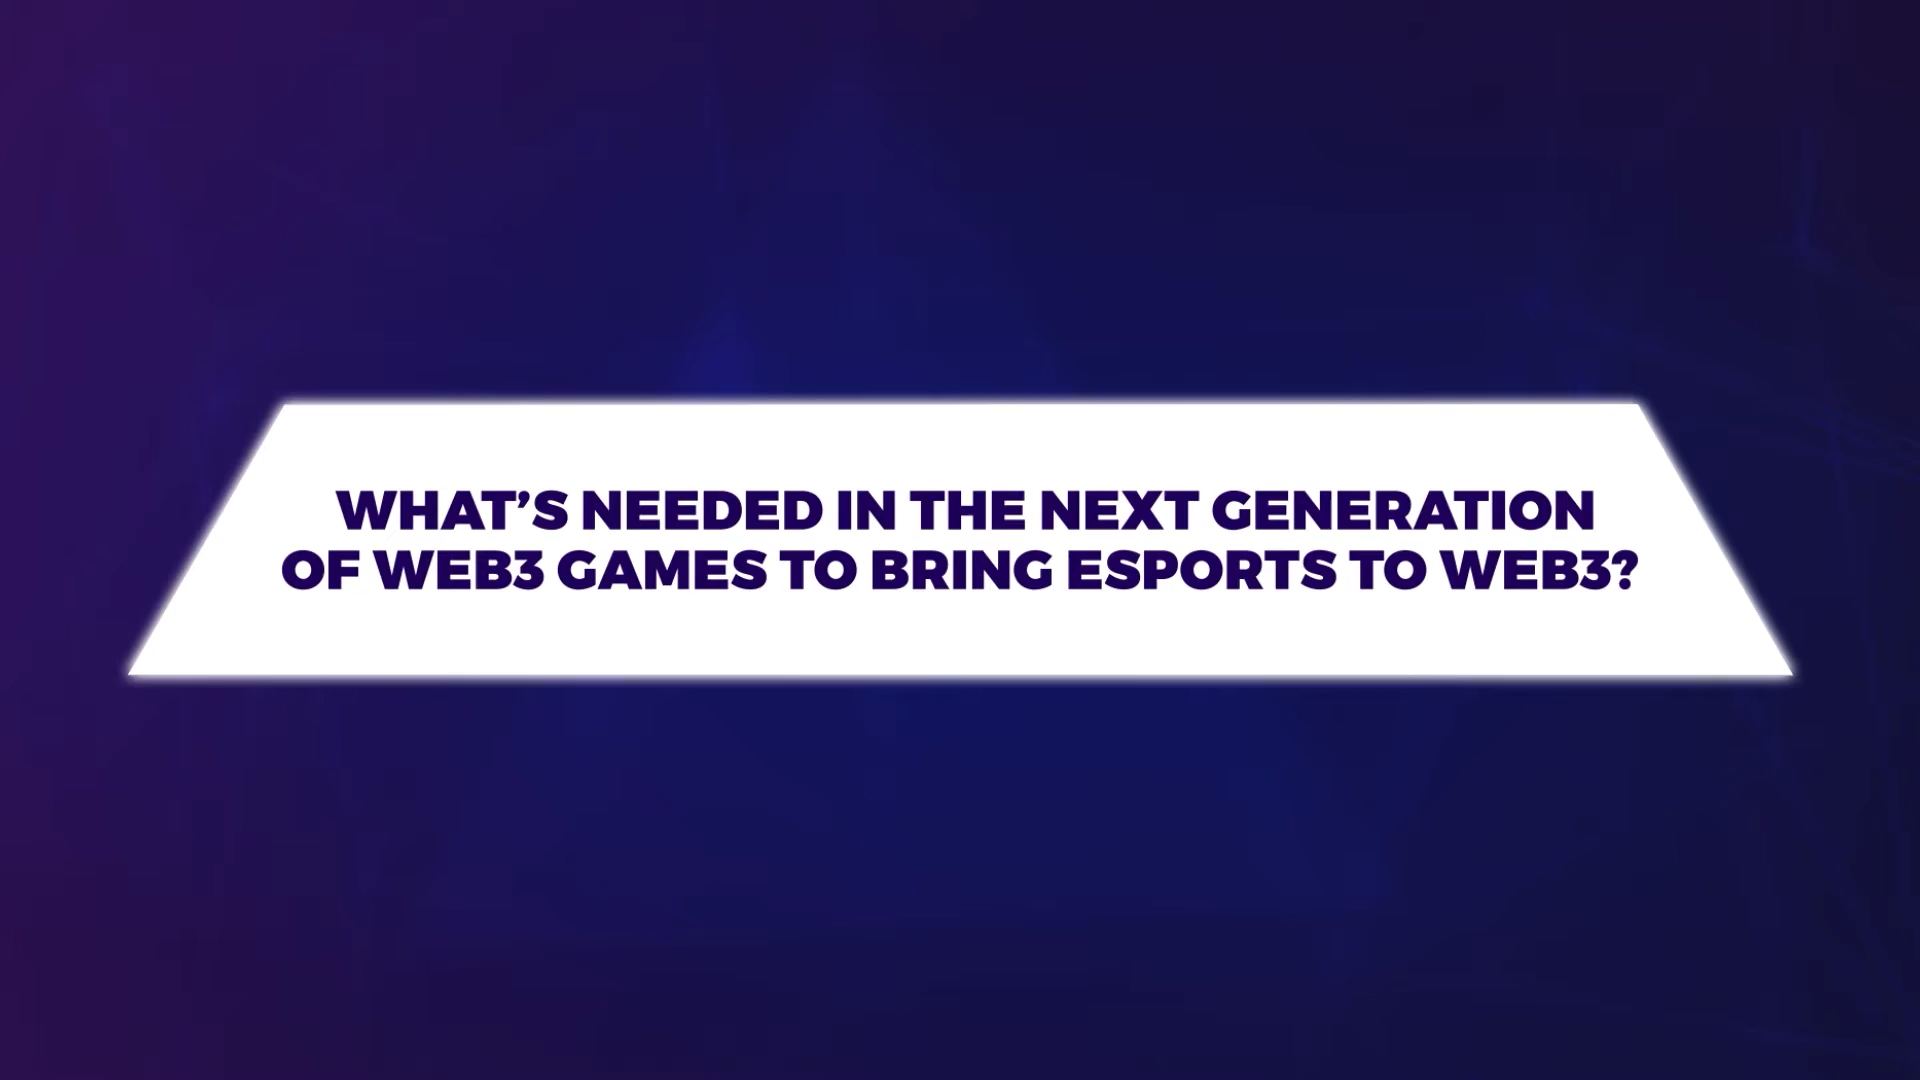 WHAT’S NEEDED IN THE NEXT GENERATION
OF WEB3 GAMES TO BRING ESPORTS TO WEB3?